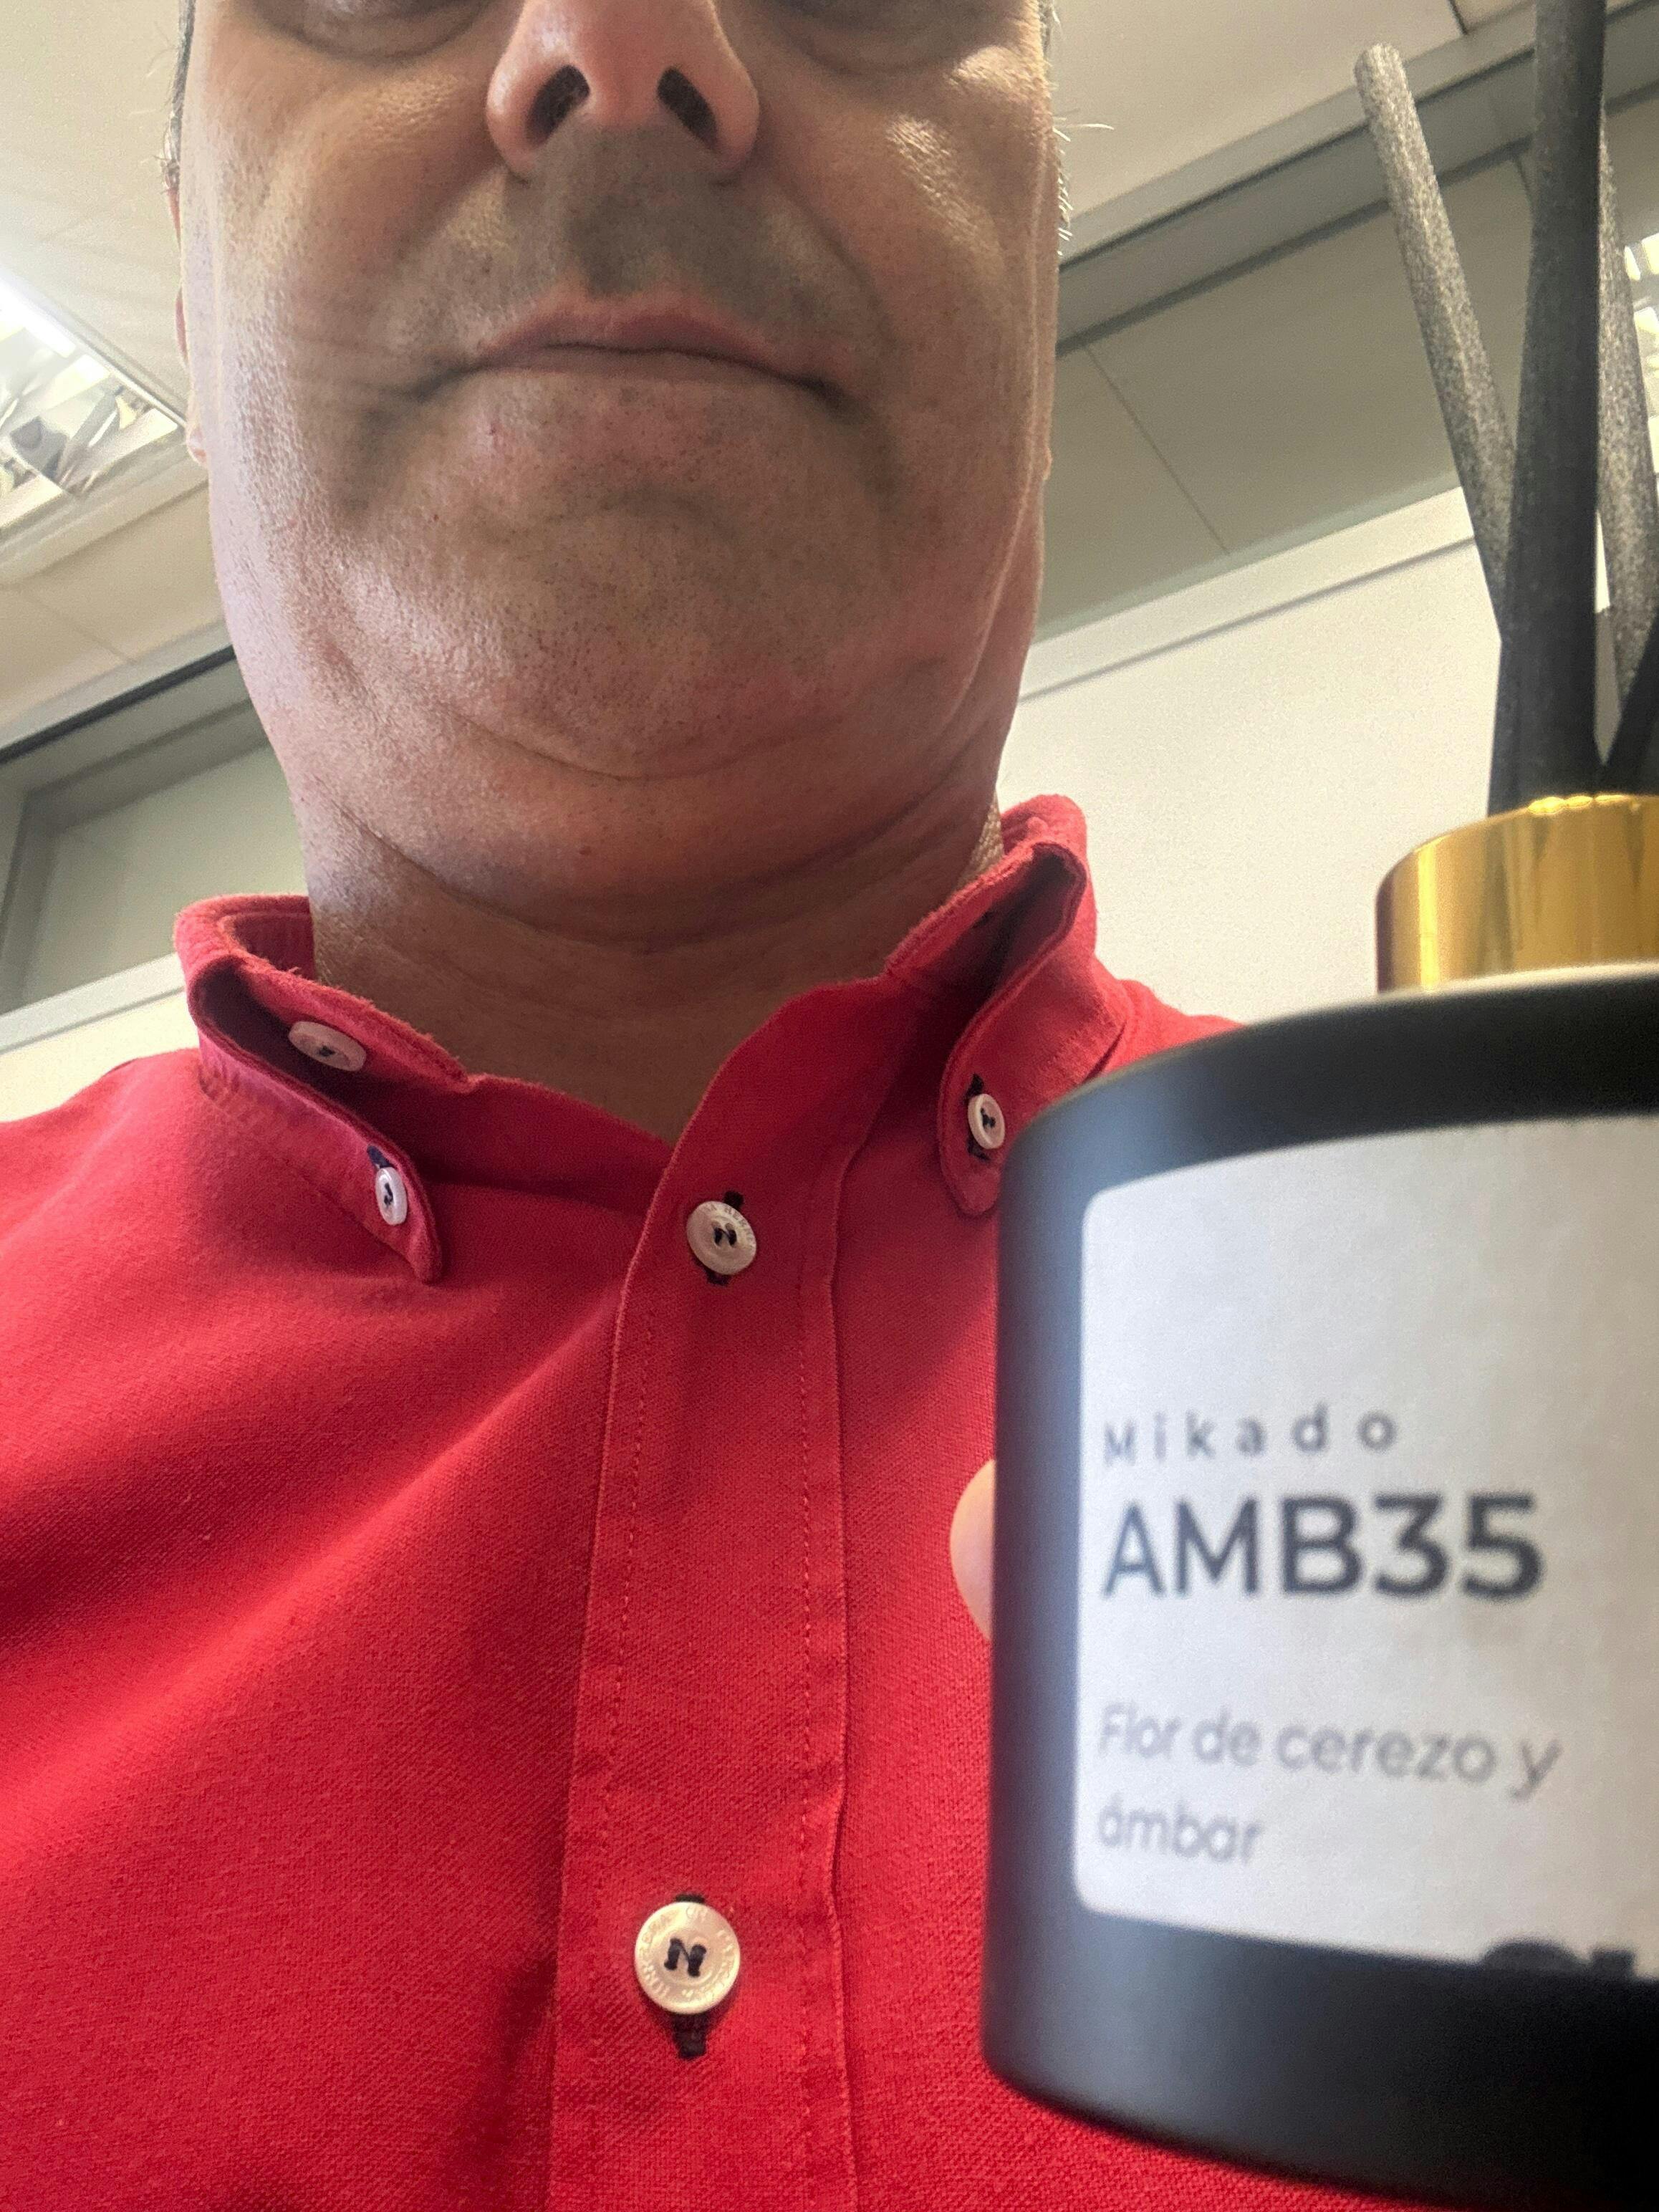 Mikado
AMB35
Flor de cerezo y
ámbar